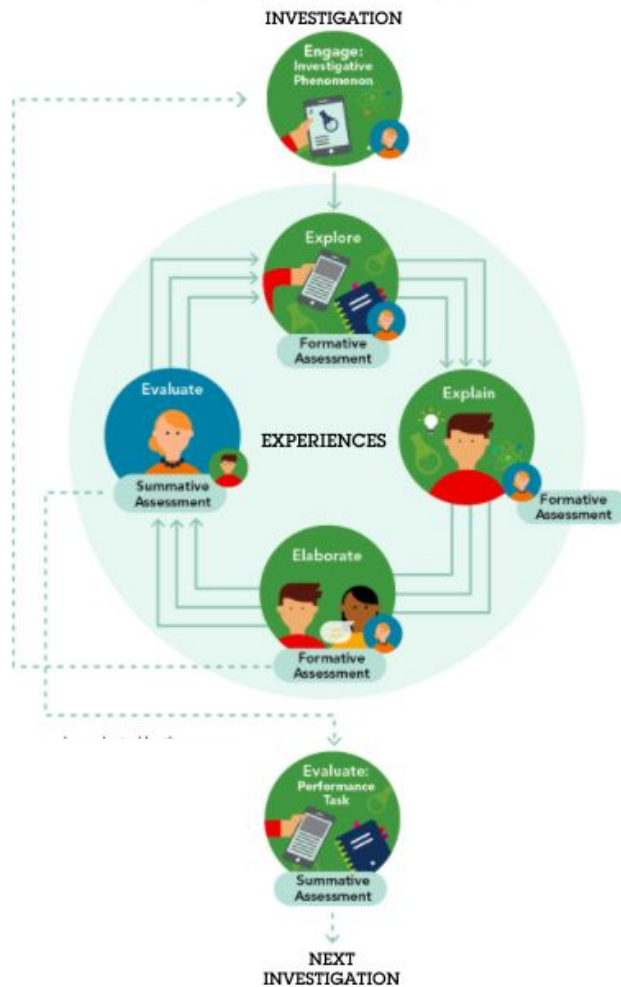 INVESTIGATION
Engage:
Investigative
Phenomenon
Explore
Formative
Assessment
Evaluate
Summative
Assessment
EXPERIENCES
Explain
Formative
Assessment
Elaborate
Formative
Assessment
Evaluate:
Performance
Task
Summative
Assessment
NEXT
INVESTIGATION